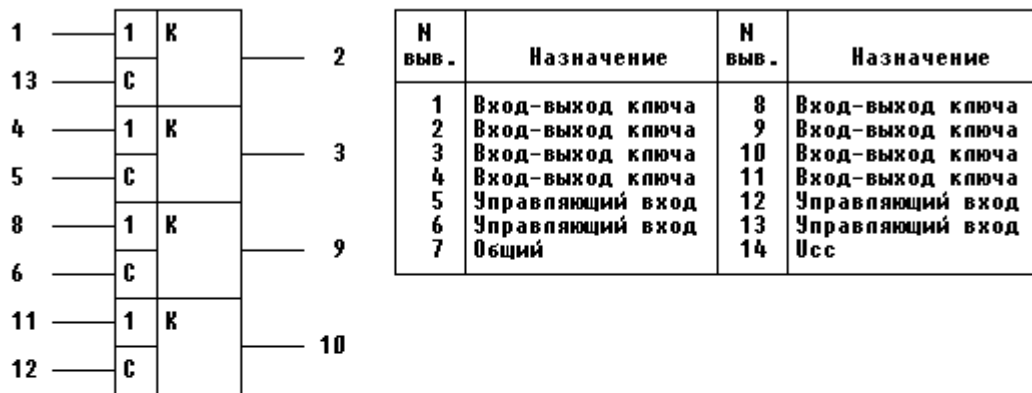 1 1 K
2
13 C
4 1 K
3
5 C
8 1 K
9
6 C
11 1 K
10
12 C
N выв. Назначение N выв. Назначение
1 Вход-выход ключа 8 Вход-выход ключа
2 Вход-выход ключа 9 Вход-выход ключа
3 Вход-выход ключа 10 Вход-выход ключа
4 Вход-выход ключа 11 Вход-выход ключа
5 Управляющий вход 12 Управляющий вход
6 Управляющий вход 13 Управляющий вход
7 Общий 14 Ucc